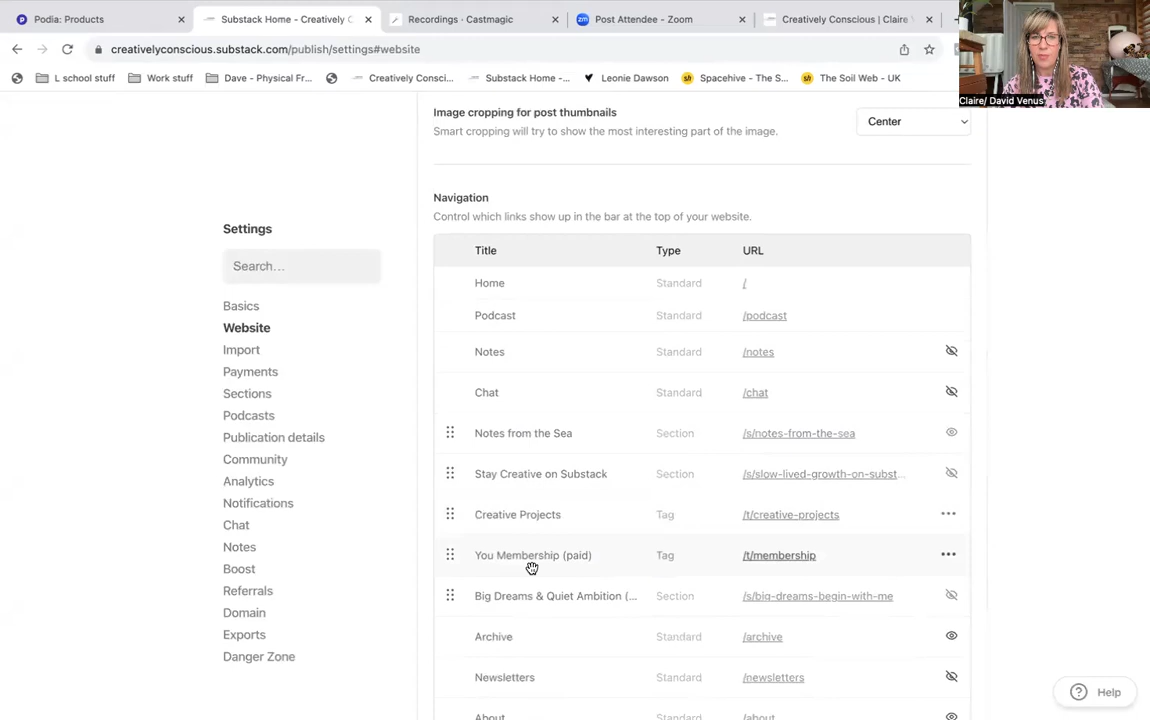 Podia: Products
Substack Home - Creatively C
Recordings · Castmagic
Post Attendee - Zoom
Creatively Conscious | Claire
creativelyconscious.substack.com/publish/settings#website
L school stuff
Work stuff
Dave - Physical Fr...
Creatively Consci...
Substack Home -...
Leonie Dawson
Spacehive - The S...
The Soil Web - UK
Claire/ David Venus
Image cropping for post thumbnails
Smart cropping will try to show the most interesting part of the image.
Center
Navigation
Control which links show up in the bar at the top of your website.
Settings
Search...
Basics
Website
Import
Payments
Sections
Podcasts
Publication details
Community
Analytics
Notifications
Chat
Notes
Boost
Referrals
Domain
Exports
Danger Zone
Title Type URL
Home Standard /
Podcast Standard /podcast
Notes Standard /notes
Chat Standard /chat
Notes from the Sea Section /s/notes-from-the-sea
Stay Creative on Substack Section /s/slow-lived-growth-on-subst...
Creative Projects Tag /t/creative-projects
You Membership (paid) Tag /t/membership
Big Dreams & Quiet Ambition (... Section /s/big-dreams-begin-with-me
Archive Standard /archive
Newsletters Standard /newsletters
About Standard /about
Help